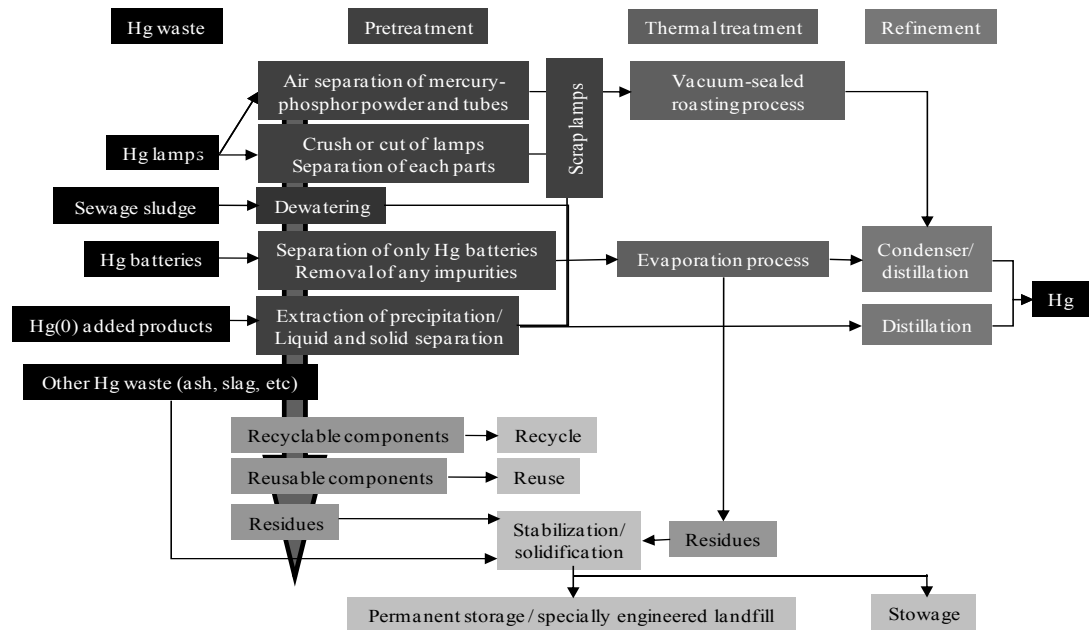 Hg waste
Pretreatment
Thermal treatment
Refinement
Air separation of mercury-
phosphor powder and tubes
Scrap lamps
Vacuum-sealed
roasting process
Hg lamps
Crush or cut of lamps
Separation of each parts
Sewage sludge
Dewatering
Hg batteries
Separation of only Hg batteries
Removal of any impurities
Evaporation process
Condenser/
distillation
Hg
Hg(0) added products
Extraction of precipitation/
Liquid and solid separation
Distillation
Other Hg waste (ash, slag, etc)
Recyclable components
Recycle
Reusable components
Reuse
Residues
Stabilization/
solidification
Residues
Permanent storage / specially engineered landfill
Stowage